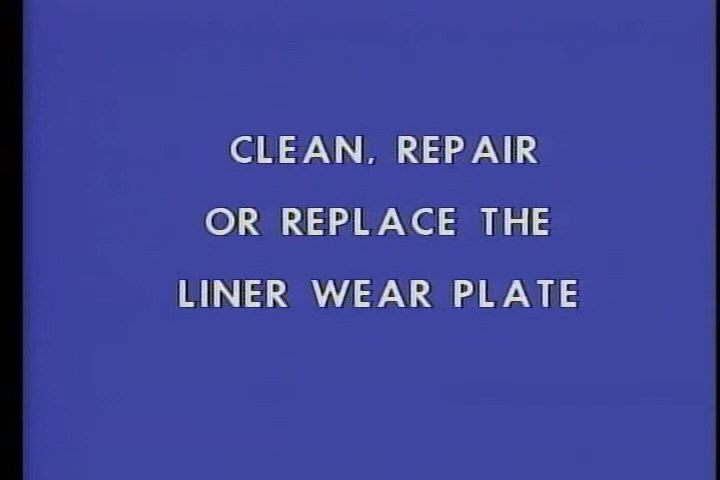 CLEAN, REPAIR
OR REPLACE THE
LINER WEAR PLATE